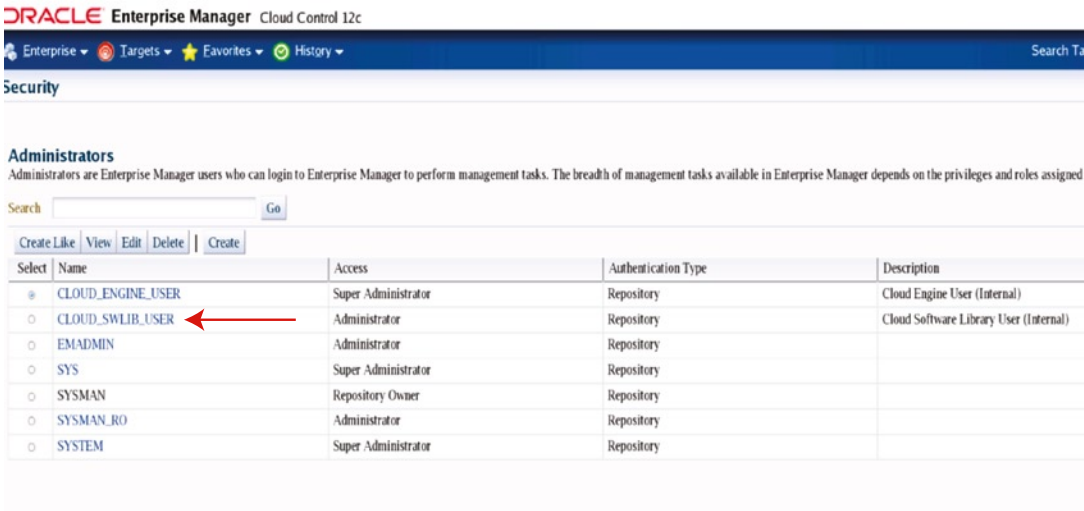 ORACLE Enterprise Manager Cloud Control 12c
Enterprise Targets Favorites History Search
Security
Administrators
Administrators are Enterprise Manager users who can login to Enterprise Manager to perform management tasks. The breadth of management tasks available in Enterprise Manager depends on the privileges and roles assigned
Search Go
Create Like View Edit Delete | Create
Select Name Access Authentication Type Description
CLOUD_ENGINE_USER Super Administrator Repository Cloud Engine User (Internal)
CLOUD_SWLIB_USER Administrator Repository Cloud Software Library User (Internal)
EMADMIN Administrator Repository
SYS Super Administrator Repository
SYSMAN Repository Owner Repository
SYSMAN_RO Administrator Repository
SYSTEM Super Administrator Repository